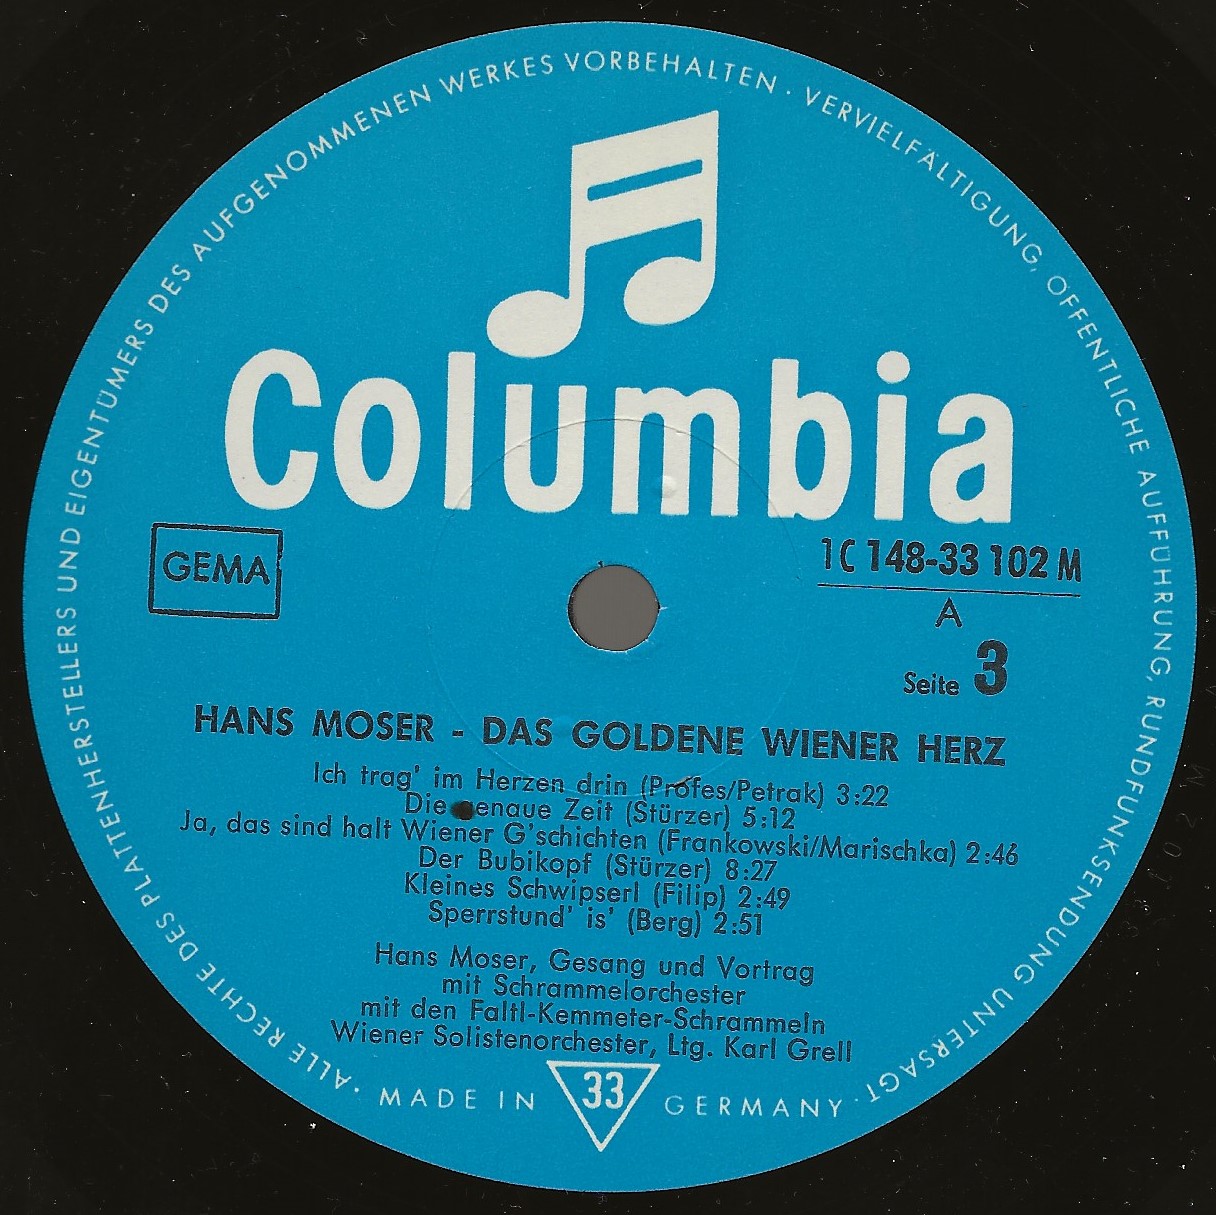 ALLE RECHTE DES PLATTENHERSTELLERS UND EIGENTÜMERS DES AUFGENOMMENEN WERKES VORBEHALTEN · VERVIELFÄLTIGUNG, ÖFFENTLICHE AUFFÜHRUNG, RUNDFUNKSENDUNG UNTERSAGT ·
Columbia
GEMA
1C 148-33 102 M
A
Seite 3
HANS MOSER - DAS GOLDENE WIENER HERZ
Ich trag' im Herzen drin (Profes/Petrak) 3:22
Die genaue Zeit (Stürzer) 5:12
Ja, das sind halt Wiener G'schichten (Frankowski/Marischka) 2:46
Der Bubikopf (Stürzer) 8:27
Kleines Schwipserl (Filip) 2:49
Sperrstund' is' (Berg) 2:51
Hans Moser, Gesang und Vortrag
mit Schrammelorchester
mit den Faltl-Kemmeter-Schrammeln
Wiener Solistenorchester, Ltg. Karl Grell
MADE IN 33 GERMANY